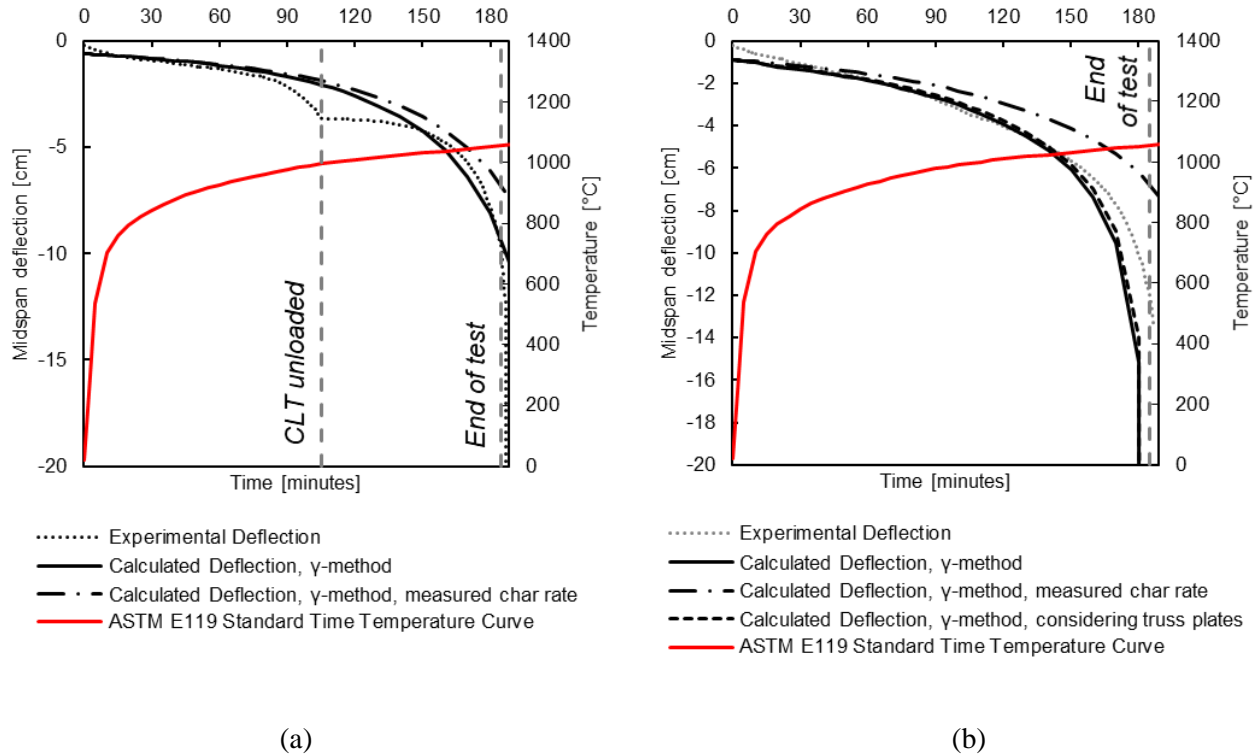 0 30 60 90 120 150 180
0
-5
-10
-15
-20
Midspan deflection [cm]
1400
1200
1000
800
600
400
200
0
Temperature [°C]
CLT unloaded
End of test
Time [minutes]
Experimental Deflection
Calculated Deflection, γ-method
Calculated Deflection, γ-method, measured char rate
ASTM E119 Standard Time Temperature Curve
(a)
0 30 60 90 120 150 180
0
-2
-4
-6
-8
-10
-12
-14
-16
-18
-20
Midspan deflection [cm]
1400
1200
1000
800
600
400
200
0
Temperature [°C]
End
of test
Time [minutes]
Experimental Deflection
Calculated Deflection, γ-method
Calculated Deflection, γ-method, measured char rate
Calculated Deflection, γ-method, considering truss plates
ASTM E119 Standard Time Temperature Curve
(b)